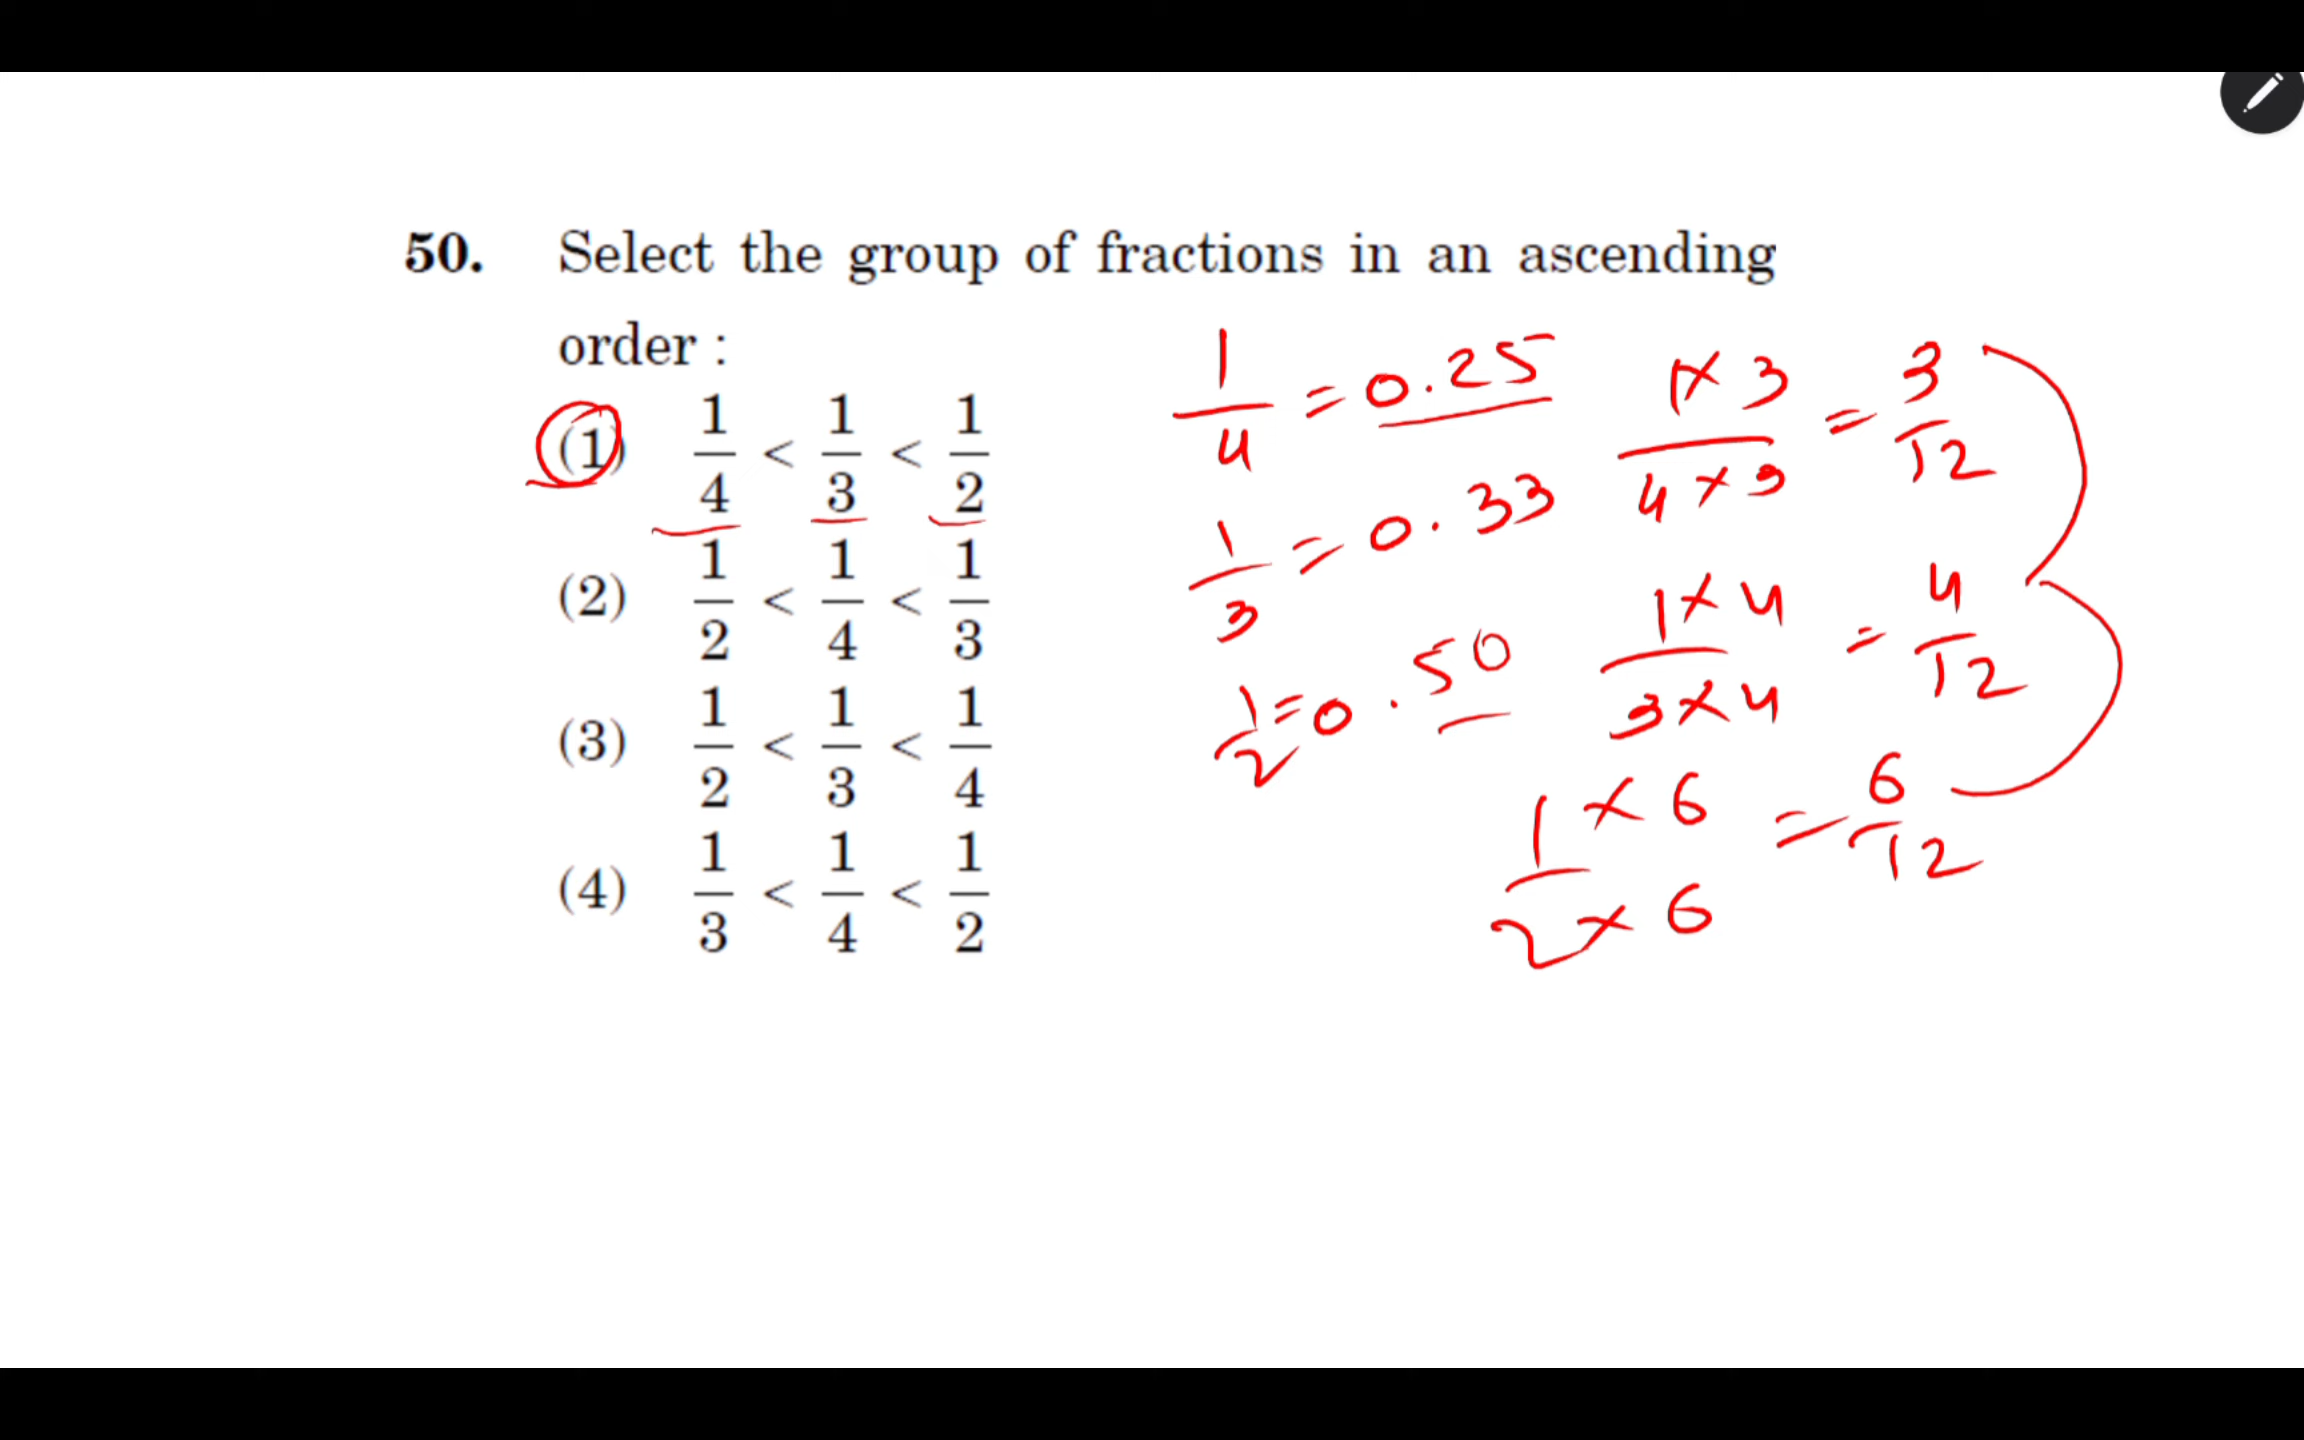 50. Select the group of fractions in an ascending
order :
(1) 1/4 < 1/3 < 1/2
(2) 1/2 < 1/4 < 1/3
(3) 1/2 < 1/3 < 1/4
(4) 1/3 < 1/4 < 1/2
1/4 = 0.25
1/3 = 0.33
1/2 = 0.50
1 × 3 / 4 × 3 = 3/12
1 × 4 / 3 × 4 = 4/12
1 × 6 / 2 × 6 = 6/12